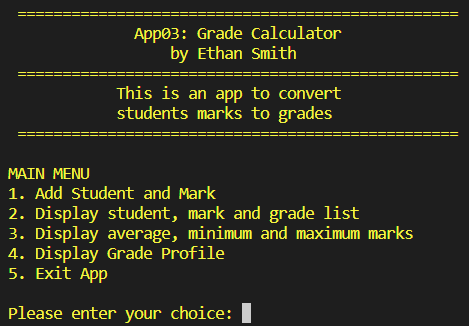 =================================================
App03: Grade Calculator
by Ethan Smith
=================================================
This is an app to convert
students marks to grades
=================================================
MAIN MENU
1. Add Student and Mark
2. Display student, mark and grade list
3. Display average, minimum and maximum marks
4. Display Grade Profile
5. Exit App
Please enter your choice: